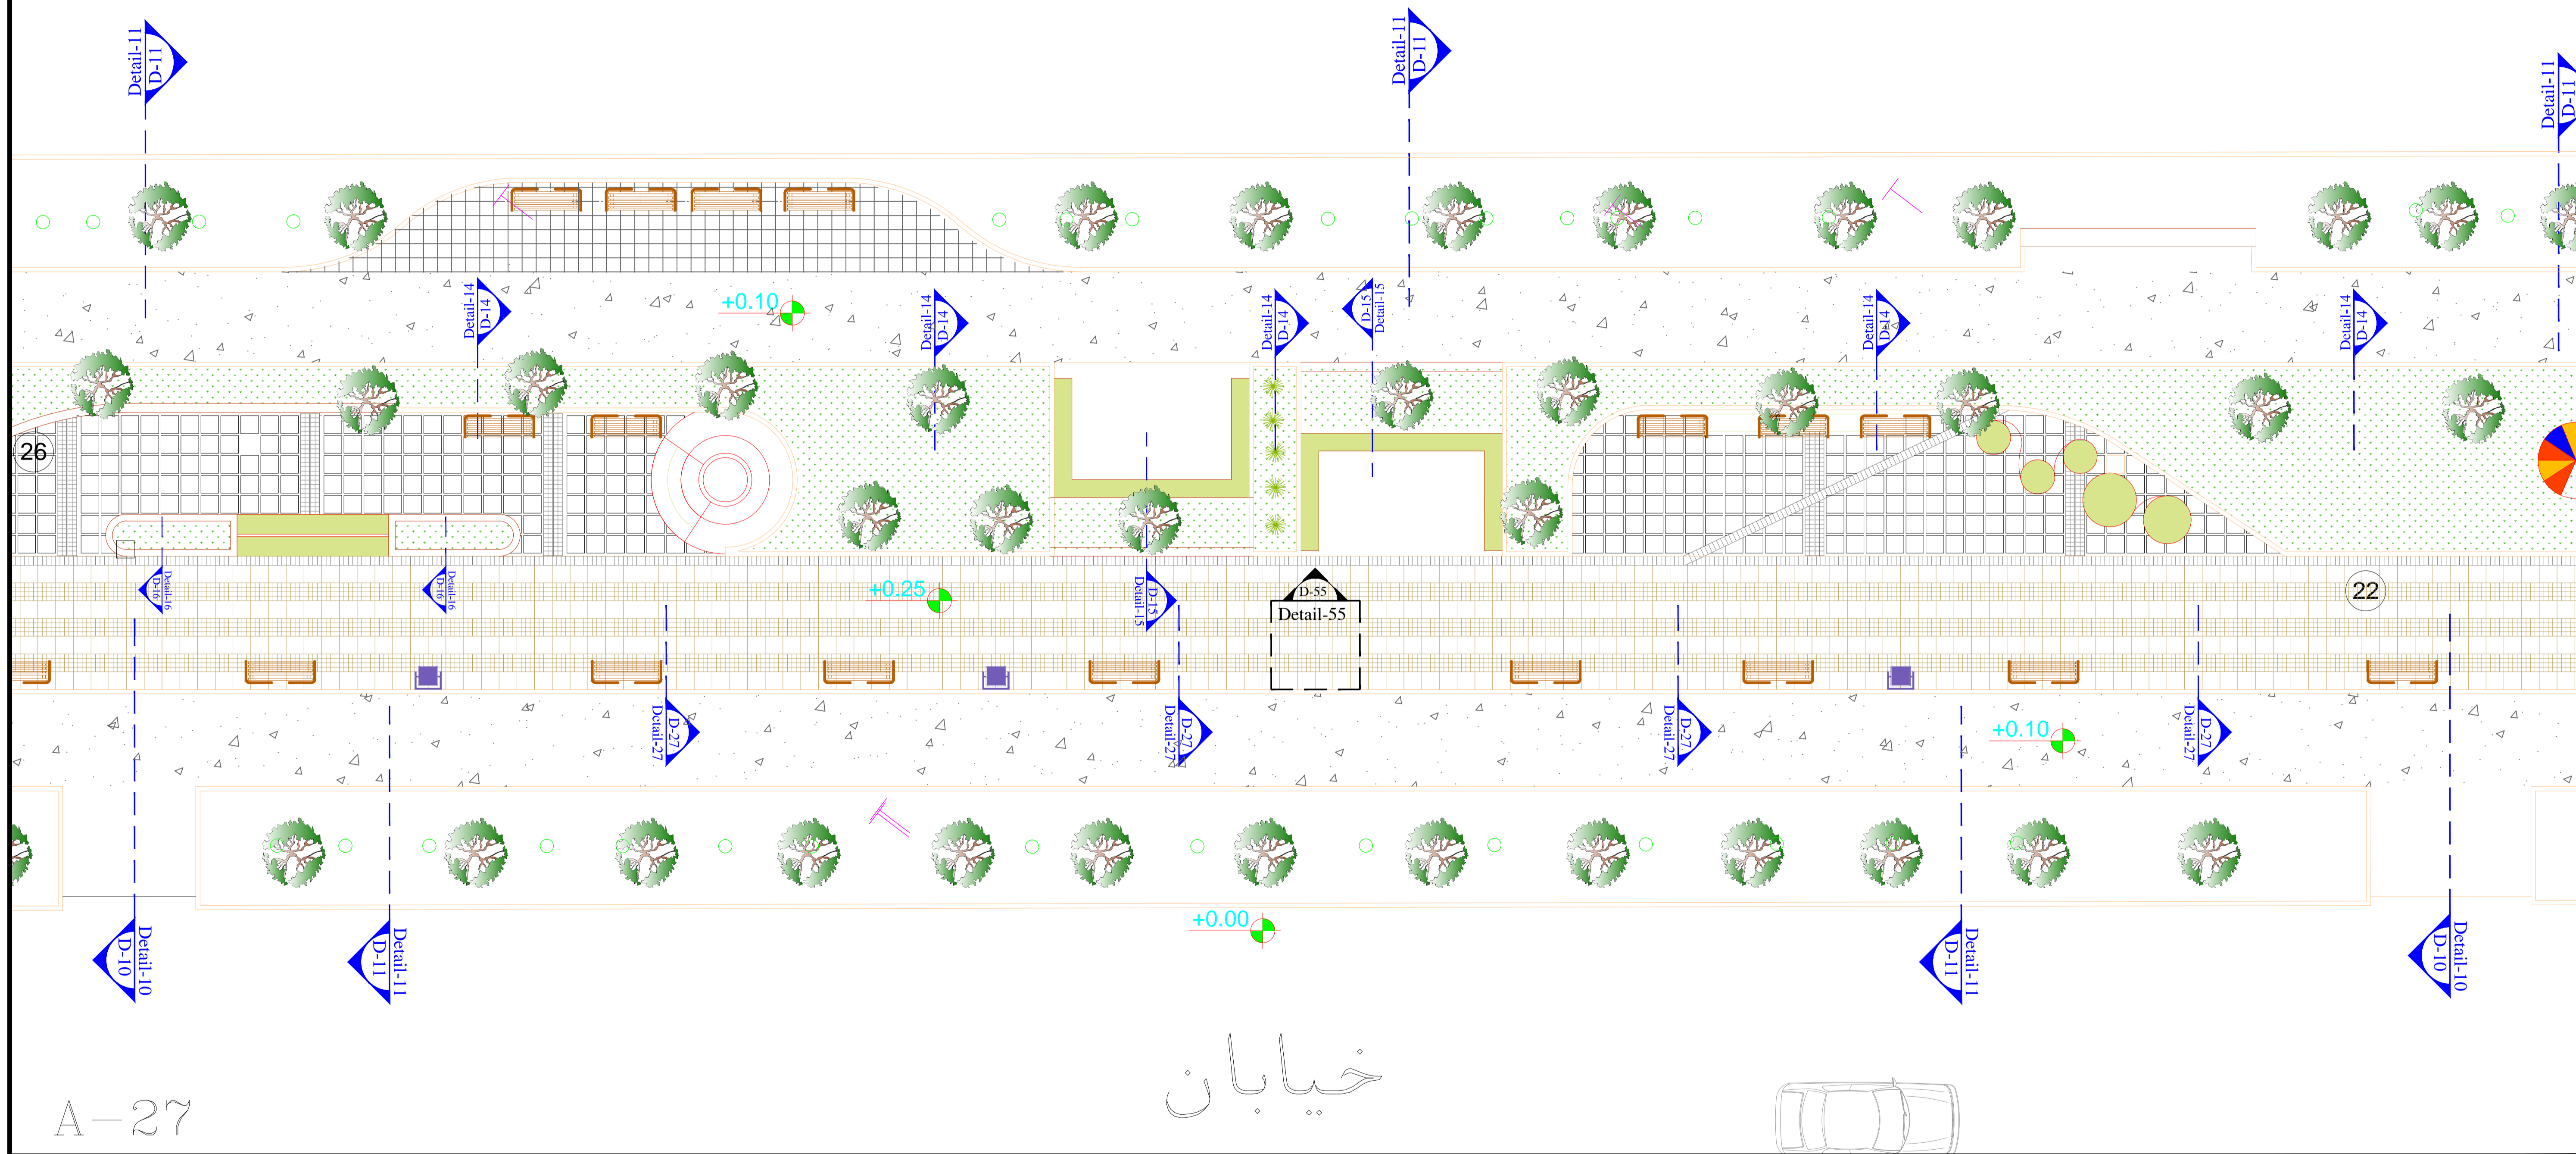 Detail-11
D-11
Detail-11
D-11
Detail-11
D-11
Detail-14
D-14
+0.10
Detail-14
D-14
Detail-14
D-14
D-15
Detail-15
Detail-14
D-14
Detail-14
D-14
26
Detail-16
D-16
Detail-16
D-16
+0.25
D-15
Detail-15
D-55
Detail-55
22
D-27
Detail-27
D-27
Detail-27
D-27
Detail-27
+0.10
D-27
Detail-27
+0.00
Detail-10
D-10
Detail-11
D-11
Detail-11
D-11
Detail-10
D-10
خیابان
A-27